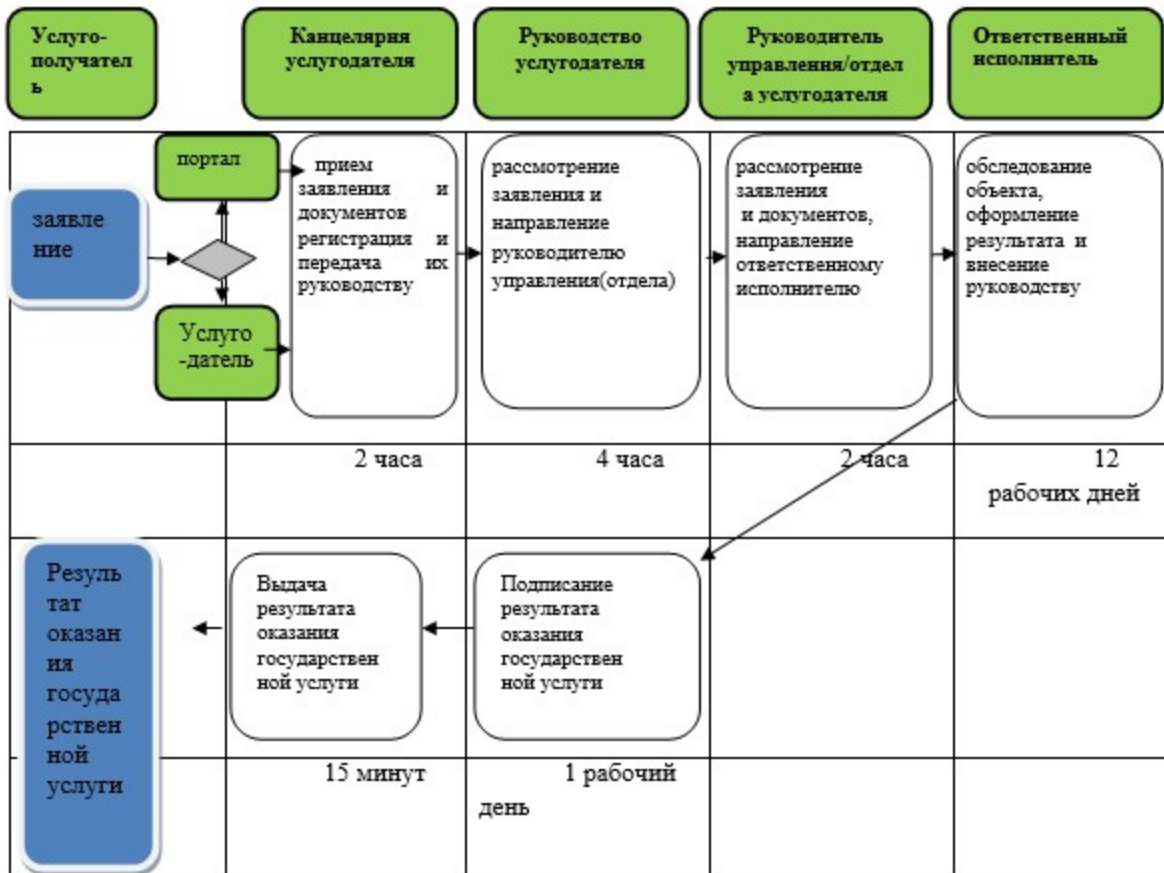 Услуго-
получател
ь
Канцелярия
услугодателя
Руководство
услугодателя
Руководитель
управления/отдел
а услугодателя
Ответственный
исполнитель
заявле
ние
портал
Услуго
-датель
прием
заявления и
документов
регистрация и
передача их
руководству
рассмотрение
заявления и
направление
руководителю
управления(отдела)
рассмотрение
заявления
и документов,
направление
ответственному
исполнителю
обследование
объекта,
оформление
результата и
внесение
руководству
2 часа
4 часа
2 часа
12
рабочих дней
Резуль
тат
оказан
ия
госуда
рствен
ной
услуги
Выдача
результата
оказания
государствен
ной услуги
Подписание
результата
оказания
государствен
ной услуги
15 минут
1 рабочий
день